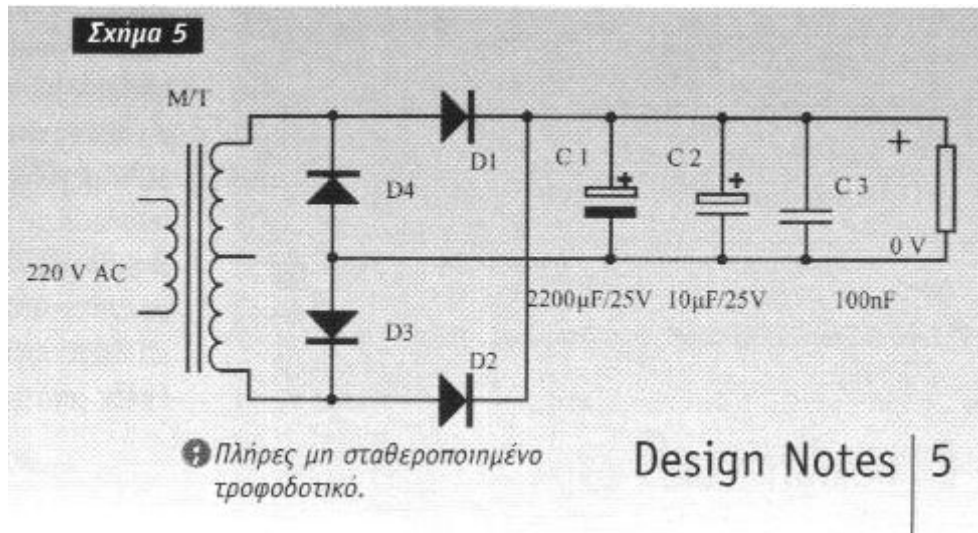 Σχήμα 5
M/T
D1
C 1
+
C 2
+
C 3
+
D4
220 V AC
0 V
2200μF/25V 10μF/25V 100nF
D3
D2
Πλήρες μη σταθεροποιημένο
τροφοδοτικό.
Design Notes 5